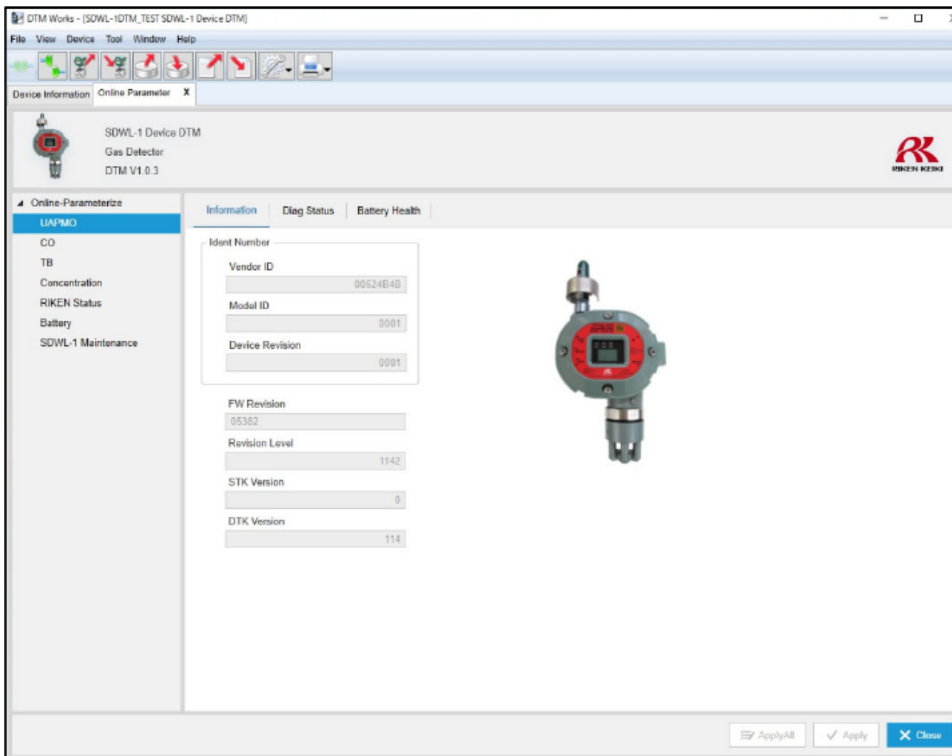 DTM Works - [SDWL-1DTM_TEST SDWL-1 Device DTM]
File View Device Tool Window Help
Device Information Online Parameter X
SDWL-1 Device DTM
Gas Detector
DTM V1.0.3
RIKEN KEIKI
Online-Parameterize
UAPMO
CO
TB
Concentration
RIKEN Status
Battery
SDWL-1 Maintenance
Information Diag Status Battery Health
Ident Number
Vendor ID
00524B4B
Model ID
0001
Device Revision
0001
FW Revision
05382
Revision Level
1142
STK Version
0
DTK Version
114
ApplyAll Apply Close